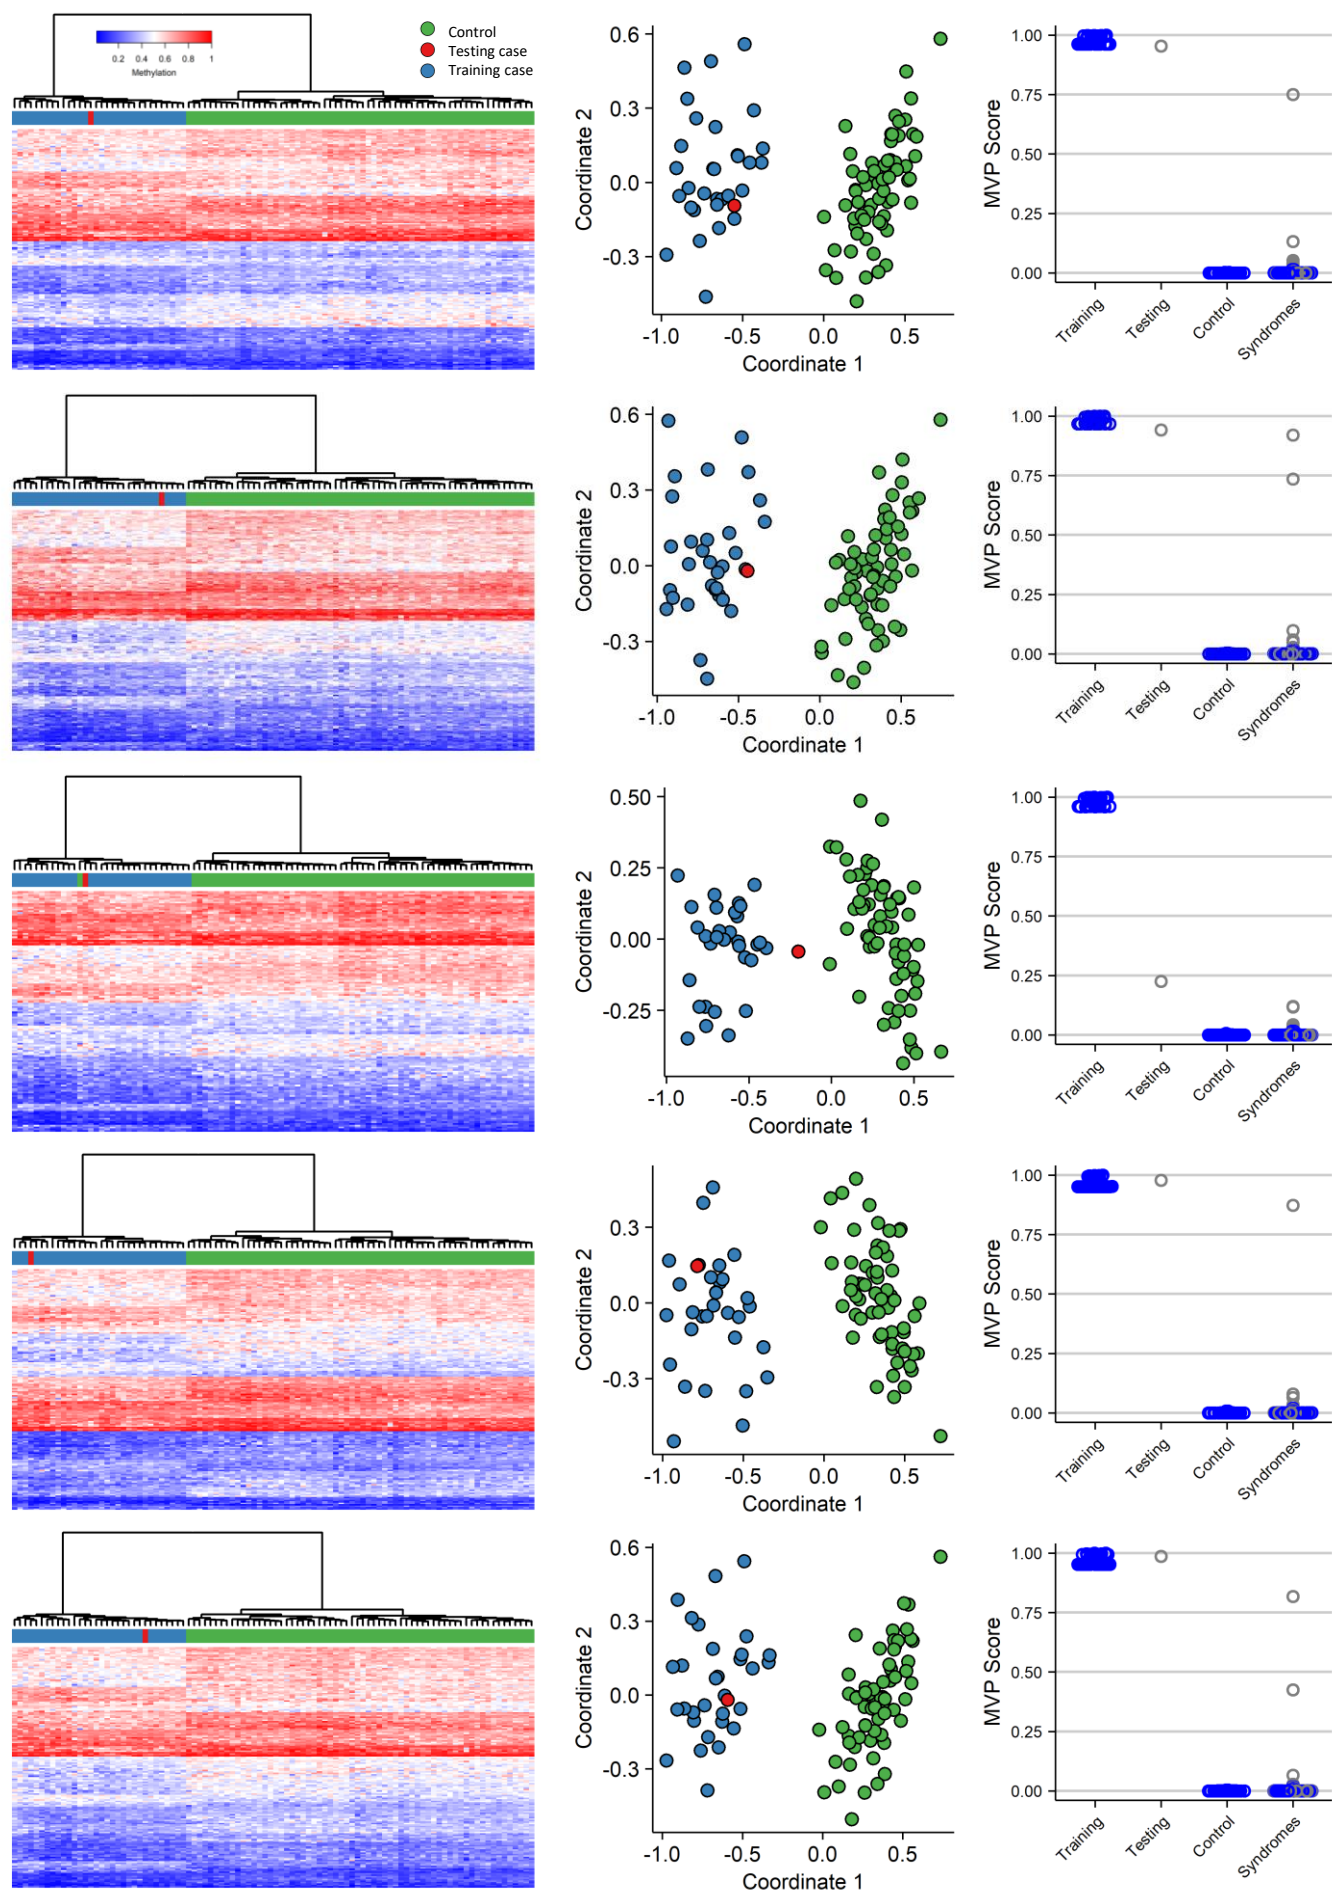 Control
Testing case
Training case
0.2 0.4 0.6 0.8 1
Methylation
0.6
0.3
0.0
-0.3
Coordinate 2
-1.0 -0.5 0.0 0.5
Coordinate 1
1.00
0.75
0.50
0.25
0.00
MVP Score
Training Testing Control Syndromes
0.6
0.3
0.0
-0.3
Coordinate 2
-1.0 -0.5 0.0 0.5
Coordinate 1
1.00
0.75
0.50
0.25
0.00
MVP Score
Training Testing Control Syndromes
0.50
0.25
0.00
-0.25
Coordinate 2
-1.0 -0.5 0.0 0.5
Coordinate 1
1.00
0.75
0.50
0.25
0.00
MVP Score
Training Testing Control Syndromes
0.3
0.0
-0.3
Coordinate 2
-1.0 -0.5 0.0 0.5
Coordinate 1
1.00
0.75
0.50
0.25
0.00
MVP Score
Training Testing Control Syndromes
0.6
0.3
0.0
-0.3
Coordinate 2
-1.0 -0.5 0.0 0.5
Coordinate 1
1.00
0.75
0.50
0.25
0.00
MVP Score
Training Testing Control Syndromes